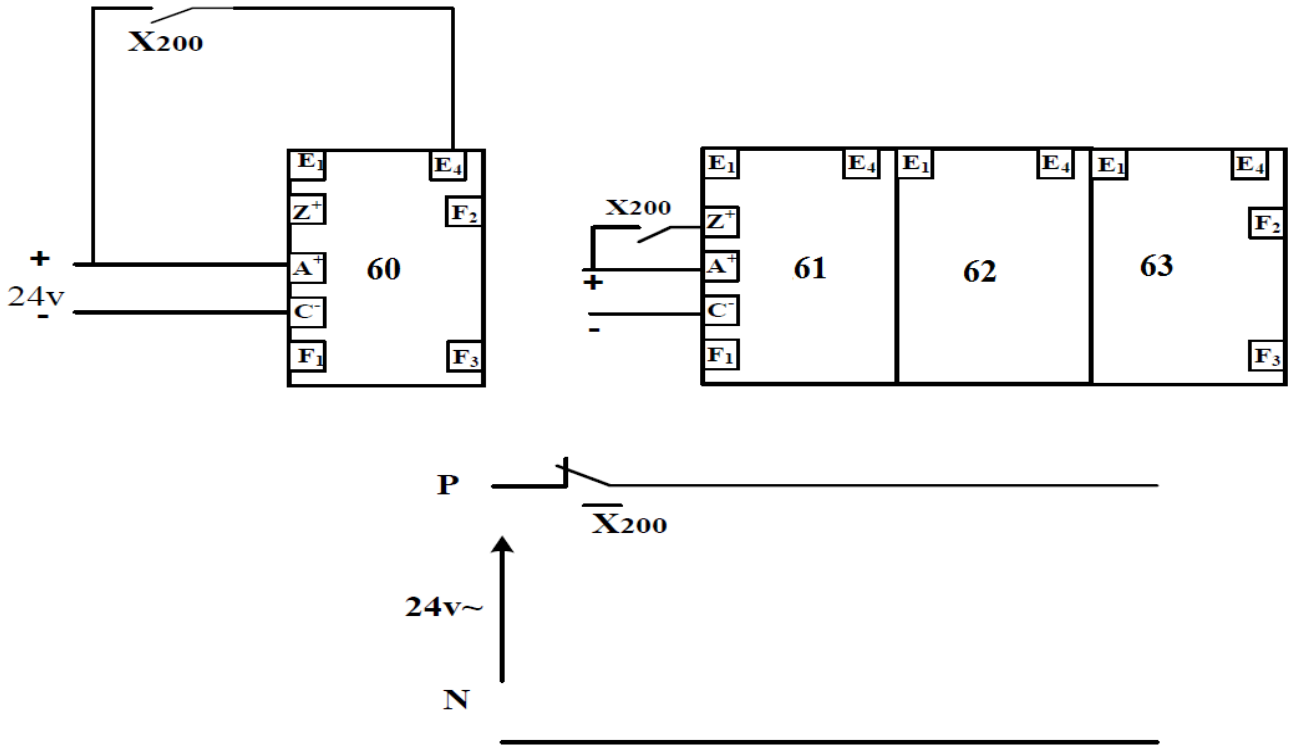 X200
E1 E4
Z+ F2
+ A+ 60
24v
- C-
F1 F3
E1 E4 E1 E4 E1 E4
X200 Z+ F2
+ A+ 61 62 63
- C-
F1 F3
P
X̅200
24v~
N